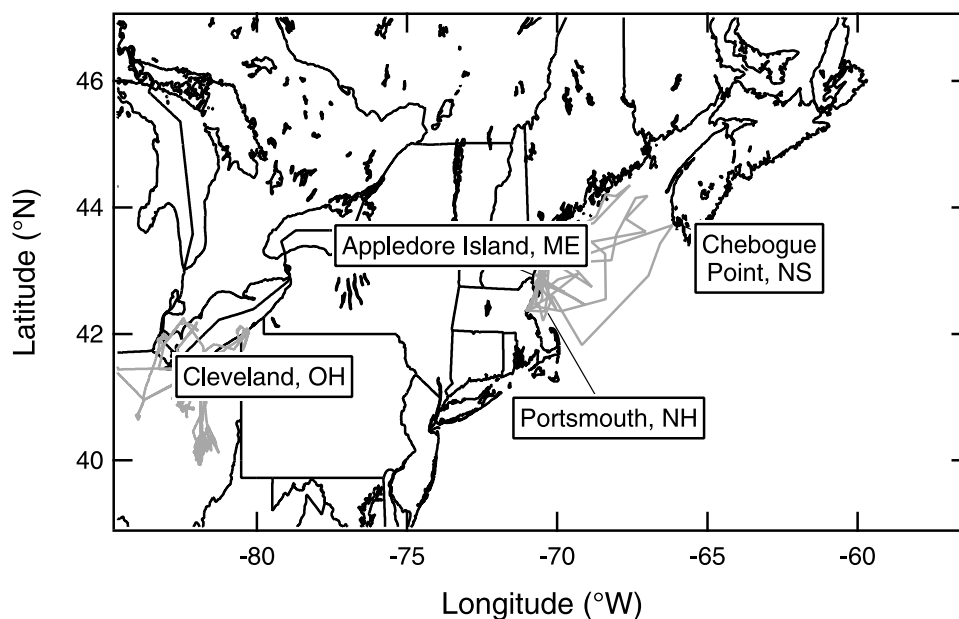 46
44
42
40
Latitude (°N)
Appledore Island, ME
Chebogue
Point, NS
Cleveland, OH
Portsmouth, NH
-80
-75
-70
-65
-60
Longitude (°W)